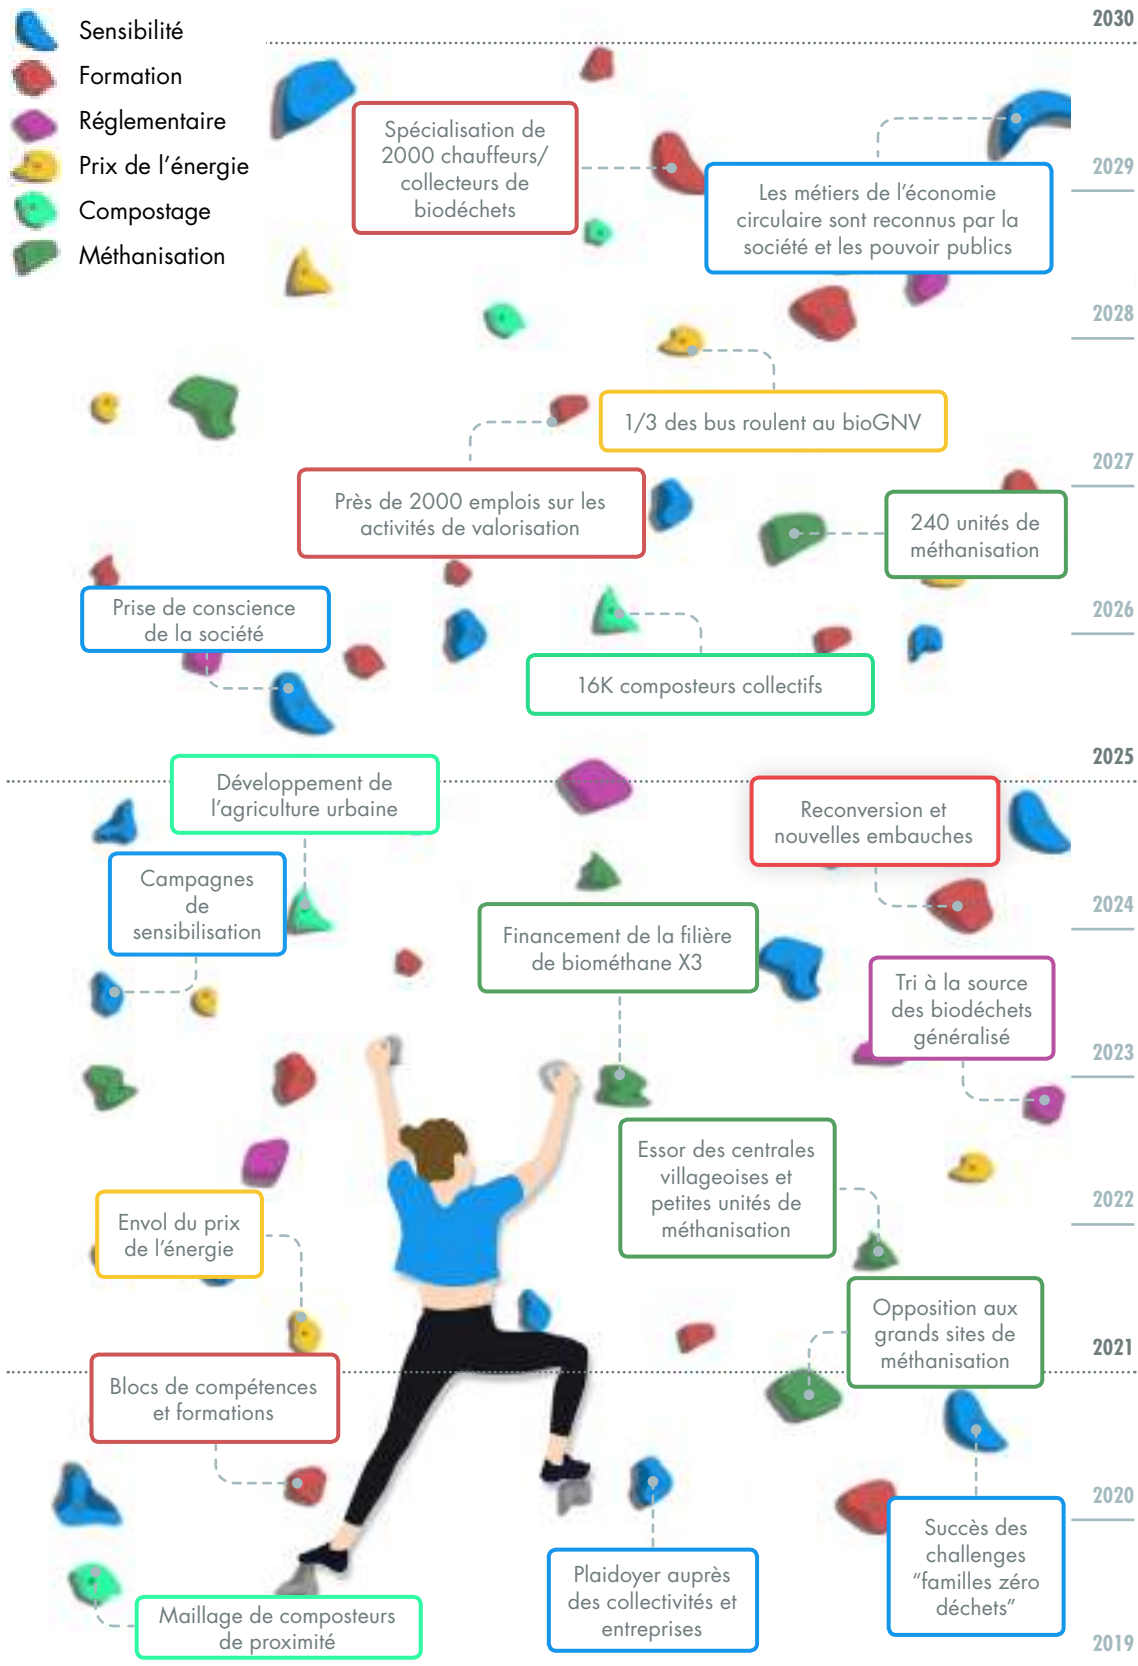 Sensibilité
Formation
Réglementaire
Prix de l'énergie
Compostage
Méthanisation
2030
Spécialisation de
2000 chauffeurs/
collecteurs de
biodéchets
2029
Les métiers de l'économie
circulaire sont reconnus par la
société et les pouvoir publics
2028
1/3 des bus roulent au bioGNV
2027
Près de 2000 emplois sur les
activités de valorisation
240 unités de
méthanisation
Prise de conscience
de la société
2026
16K composteurs collectifs
2025
Développement de
l'agriculture urbaine
Reconversion et
nouvelles embauches
Campagnes
de
sensibilisation
2024
Financement de la filière
de biométhane X3
Tri à la source
des biodéchets
généralisé
2023
Essor des centrales
villageoises et
petites unités de
méthanisation
2022
Envol du prix
de l'énergie
Opposition aux
grands sites de
méthanisation
2021
Blocs de compétences
et formations
2020
Succès des
challenges
"familles zéro
déchets"
Plaidoyer auprès
des collectivités et
entreprises
Maillage de composteurs
de proximité
2019